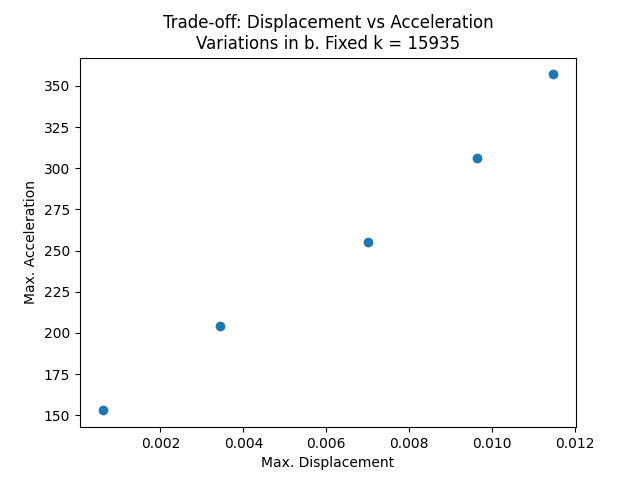 Trade-off: Displacement vs Acceleration
Variations in b. Fixed k = 15935
350
325
300
275
250
225
200
175
150
Max. Acceleration
0.002 0.004 0.006 0.008 0.010 0.012
Max. Displacement